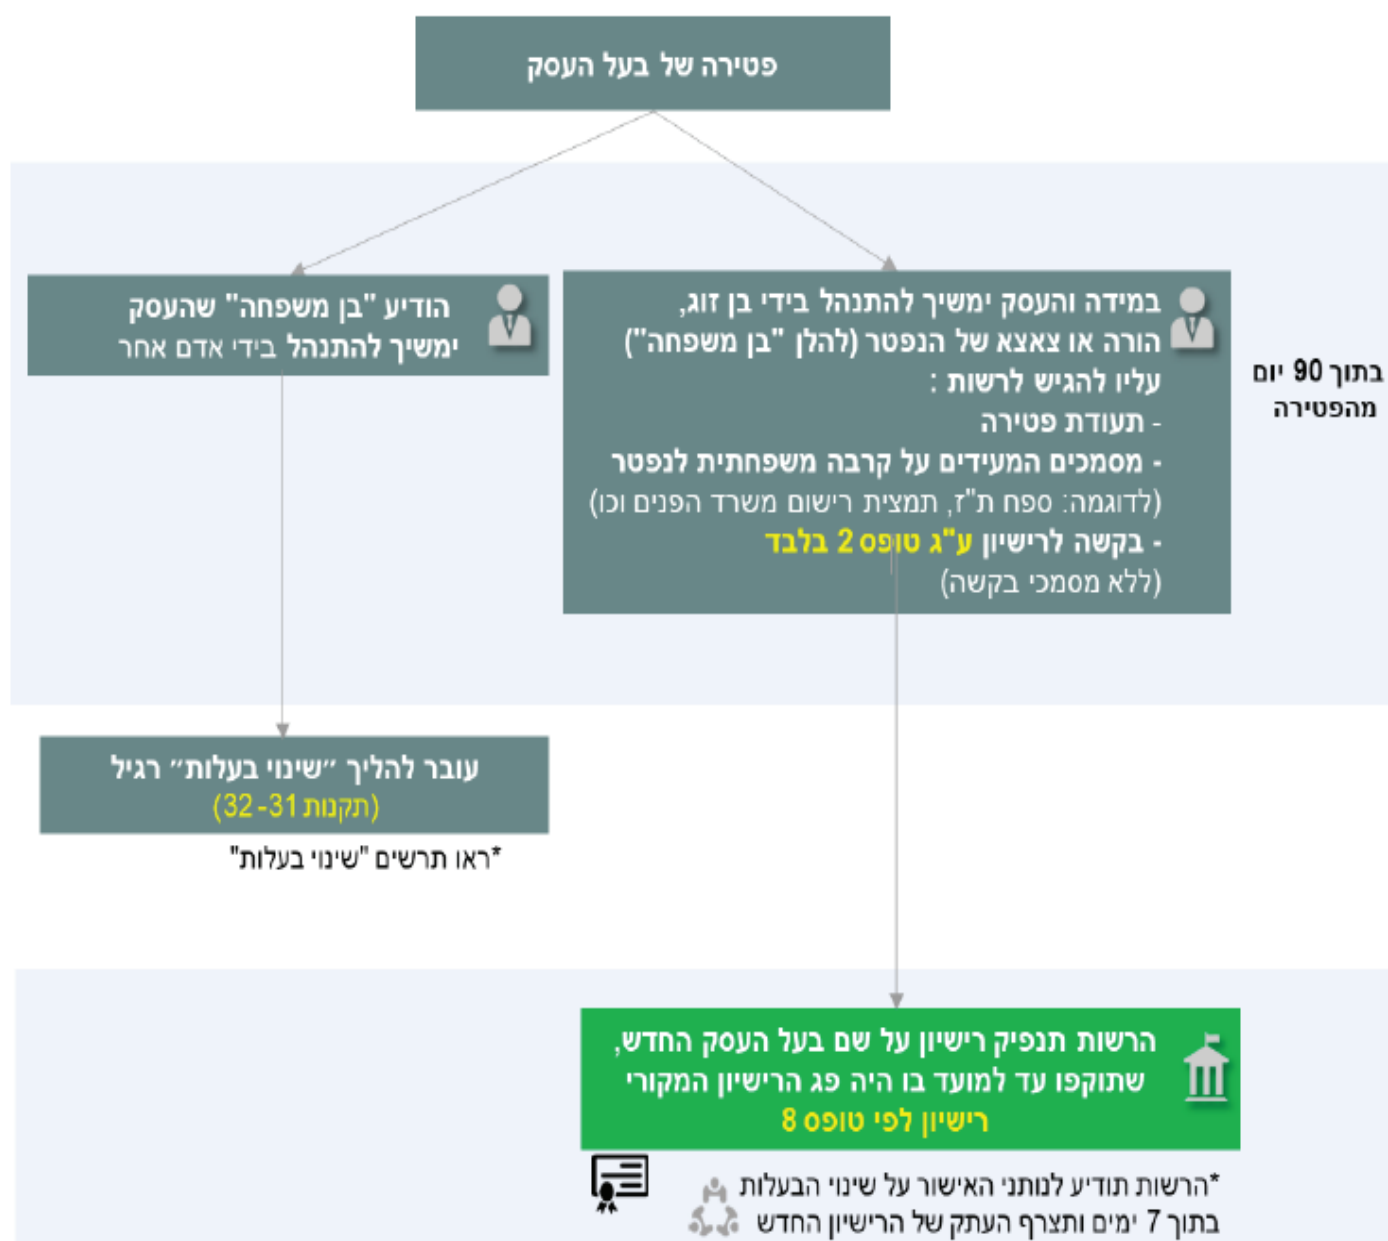 פטירה של בעל העסק
במידה והעסק ימשיך להתנהל בידי בן זוג,
הורה או צאצא של הנפטר (להלן "בן משפחה")
עליו להגיש לרשות :
- תעודת פטירה
- מסמכים המעידים על קרבה משפחתית לנפטר
(לדוגמה: ספח ת"ז, תמצית רישום משרד הפנים וכו)
- בקשה לרישיון ע"ג טופס 2 בלבד
(ללא מסמכי בקשה)
הודיע "בן משפחה" שהעסק
ימשיך להתנהל בידי אדם אחר
בתוך 90 יום
מהפטירה
עובר להליך ״שינוי בעלות״ רגיל
(תקנות 31- 32)
*ראו תרשים "שינוי בעלות"
הרשות תנפיק רישיון על שם בעל העסק החדש,
שתוקפו עד למועד בו היה פג הרישיון המקורי
רישיון לפי טופס 8
*הרשות תודיע לנותני האישור על שינוי הבעלות
בתוך 7 ימים ותצרף העתק של הרישיון החדש